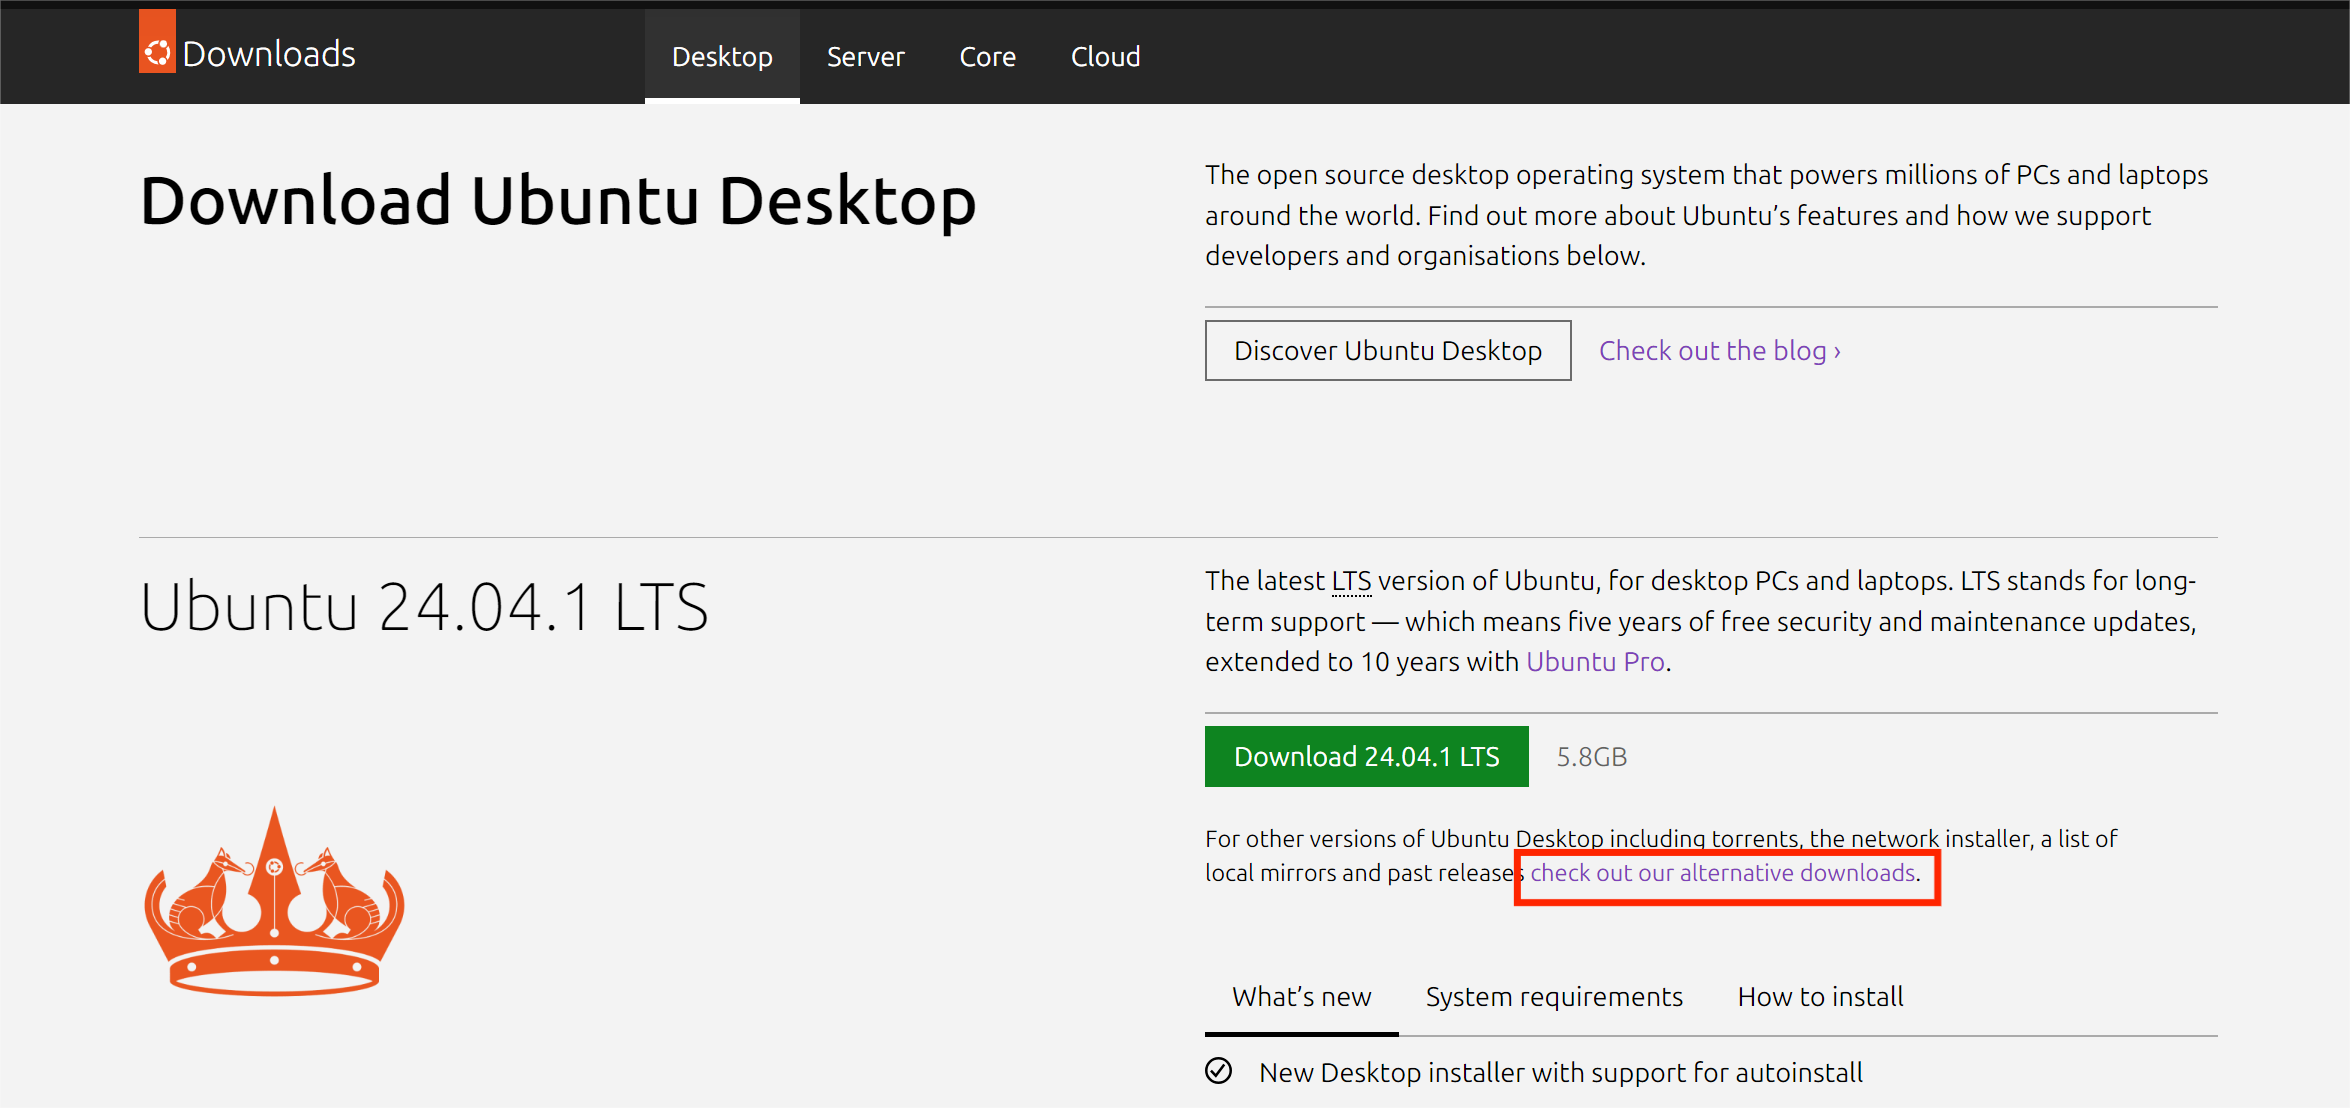 Downloads
Desktop
Server
Core
Cloud
Download Ubuntu Desktop
The open source desktop operating system that powers millions of PCs and laptops
around the world. Find out more about Ubuntu’s features and how we support
developers and organisations below.
Discover Ubuntu Desktop
Check out the blog ›
Ubuntu 24.04.1 LTS
The latest LTS version of Ubuntu, for desktop PCs and laptops. LTS stands for long-
term support — which means five years of free security and maintenance updates,
extended to 10 years with Ubuntu Pro.
Download 24.04.1 LTS
5.8GB
For other versions of Ubuntu Desktop including torrents, the network installer, a list of
local mirrors and past releases check out our alternative downloads.
What’s new
System requirements
How to install
New Desktop installer with support for autoinstall